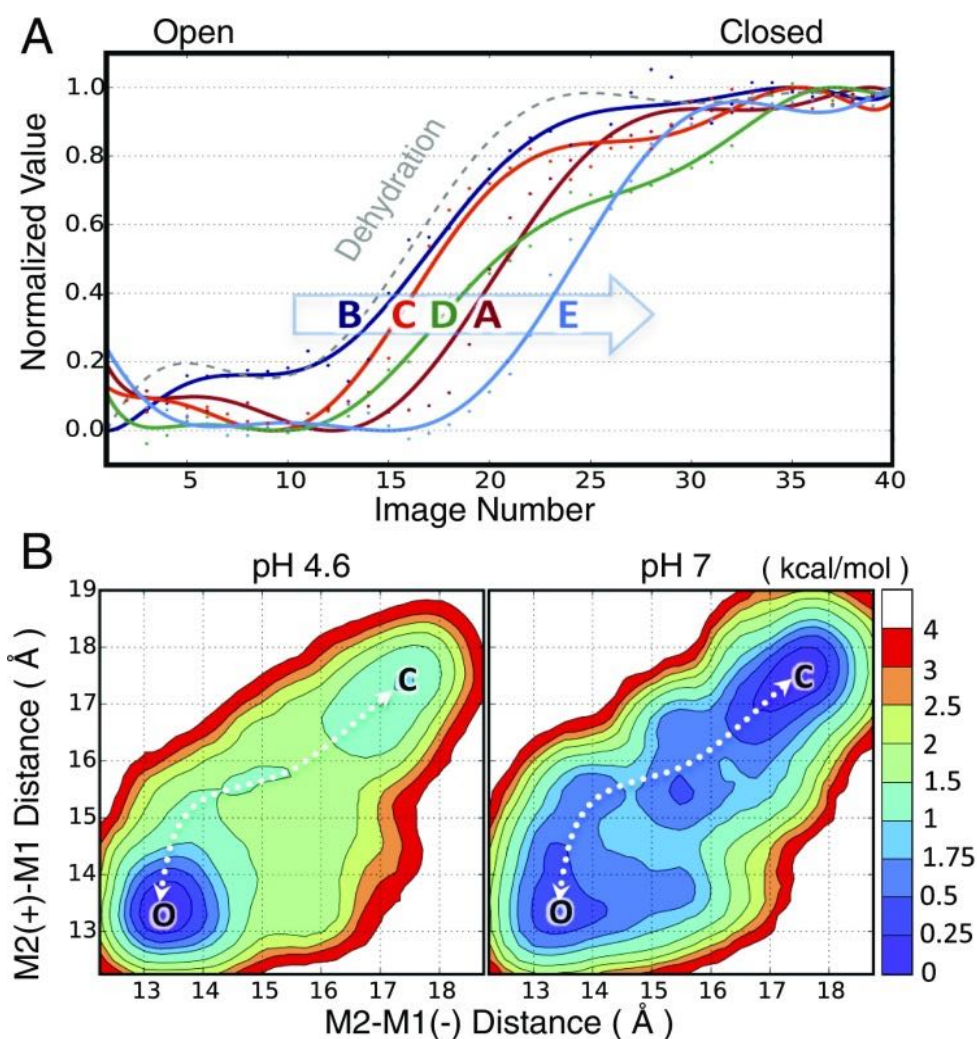 A
Open
Closed
Normalized Value
1.0
0.8
0.6
0.4
0.2
0.0
Dehydration
B C D A E
5 10 15 20 25 30 35 40
Image Number
B
pH 4.6
pH 7
( kcal/mol )
M2(+)-M1 Distance ( Å )
19
18
17
16
15
14
13
C
O
C
O
4
3
2.5
2
1.5
1
1.75
0.5
0.25
0
13 14 15 16 17 18
13 14 15 16 17 18
M2-M1(-) Distance ( Å )